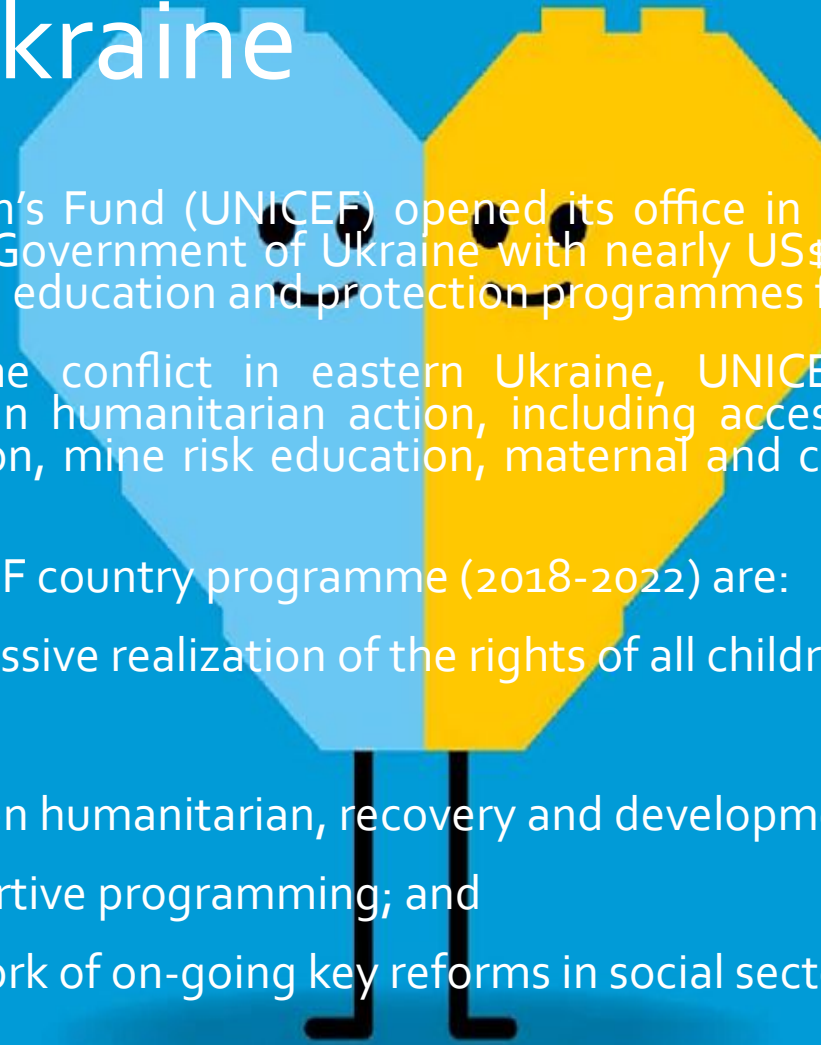 kraine
n's Fund (UNICEF) opened its office in
Government of Ukraine with nearly US$
education and protection programmes f
ne conflict in eastern Ukraine, UNICE
n humanitarian action, including acces
on, mine risk education, maternal and c
F country programme (2018-2022) are:
ssive realization of the rights of all childr
n humanitarian, recovery and developm
rtive programming; and
ork of on-going key reforms in social sect